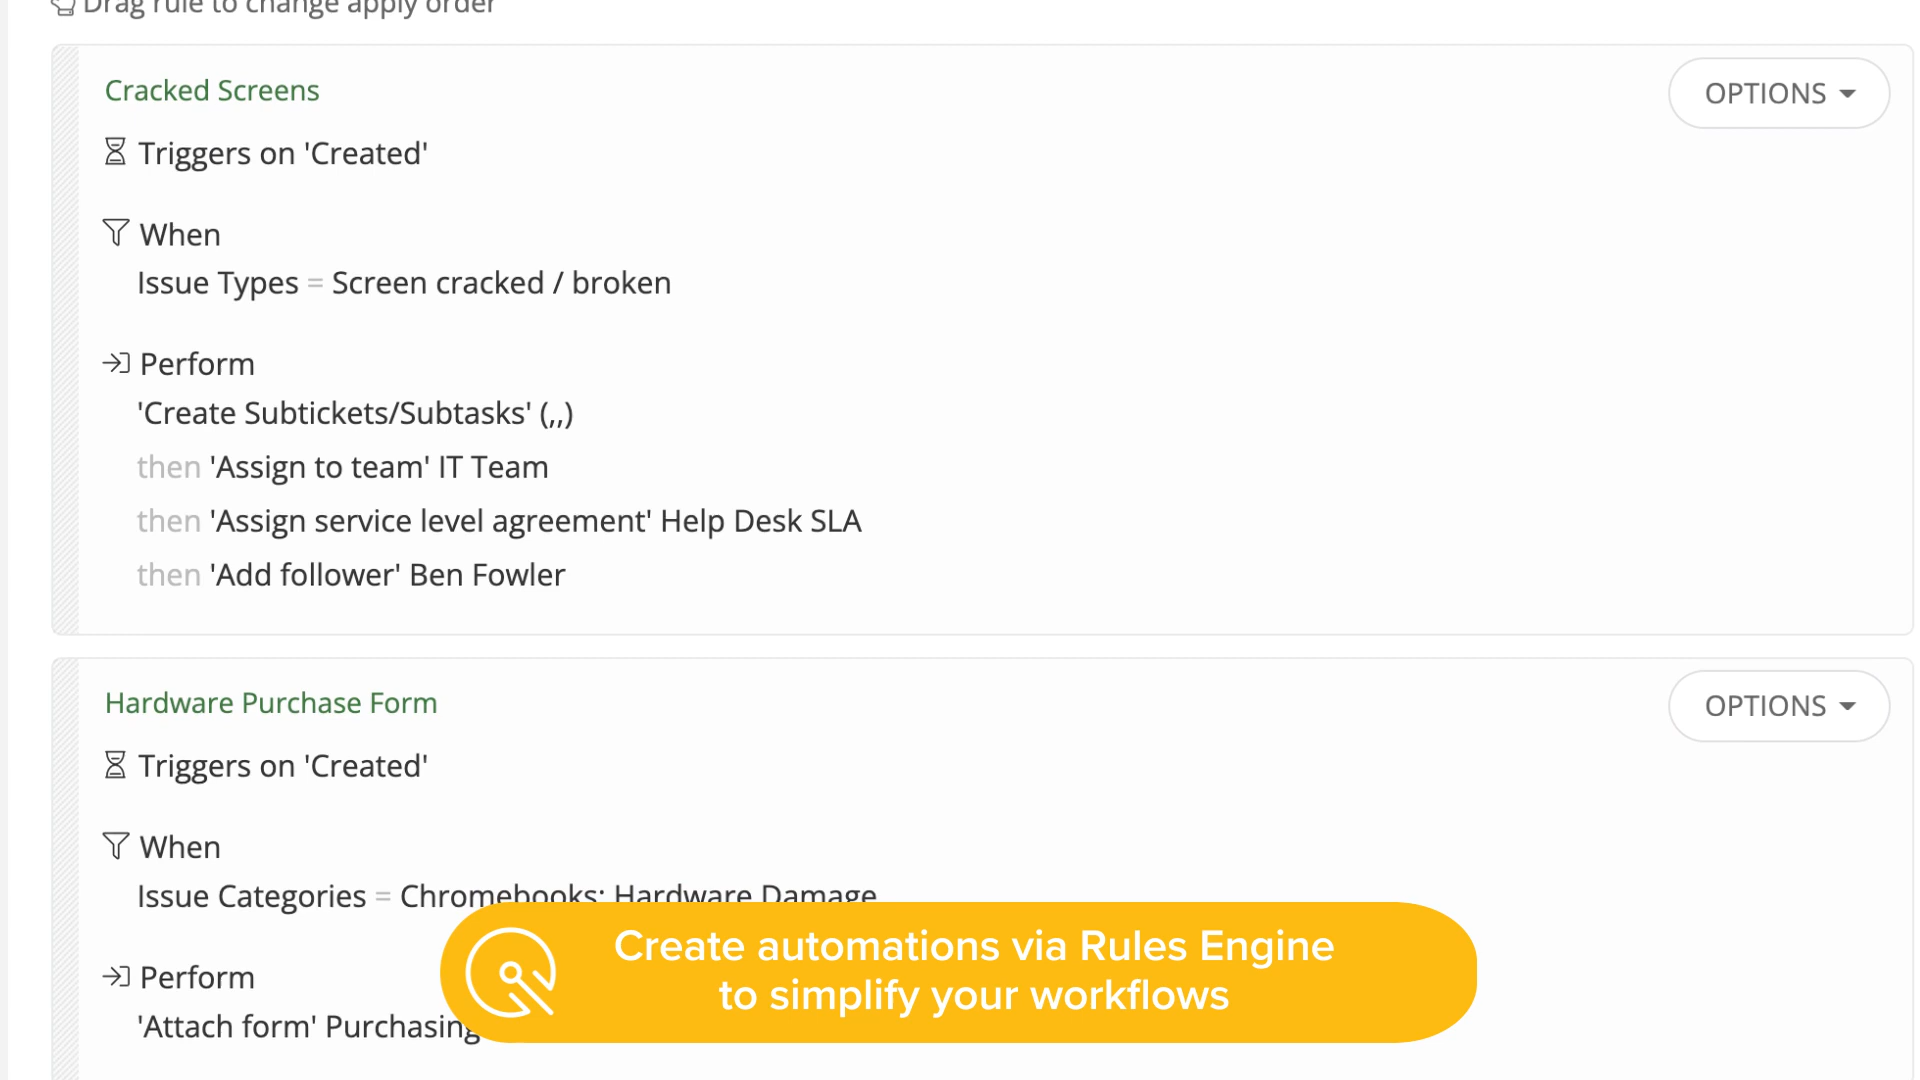 Drag rule to change apply order
Cracked Screens
OPTIONS
Triggers on 'Created'
When
Issue Types = Screen cracked / broken
Perform
'Create Subtickets/Subtasks' (,,)
then 'Assign to team' IT Team
then 'Assign service level agreement' Help Desk SLA
then 'Add follower' Ben Fowler
Hardware Purchase Form
OPTIONS
Triggers on 'Created'
When
Issue Categories = Chromebooks: Hardware Damage
Perform
'Attach form' Purchasing
Create automations via Rules Engine
to simplify your workflows